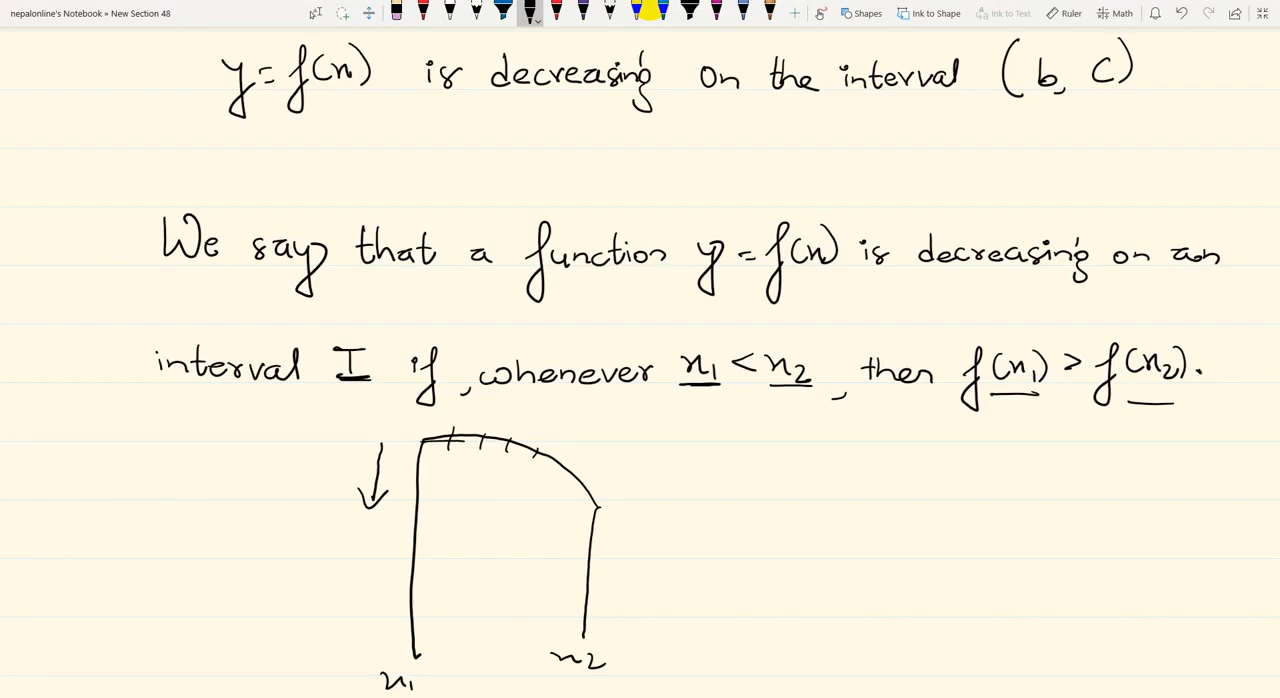 nepalonline's Notebook » New Section 48
Shapes Ink to Shape Ink to Text Ruler Math
y = f(x) is decreasing on the interval (b, c)
We say that a function y = f(x) is decreasing on an
interval I if, whenever x₁ < x₂, then f(x₁) > f(x₂).
x₁ x₂